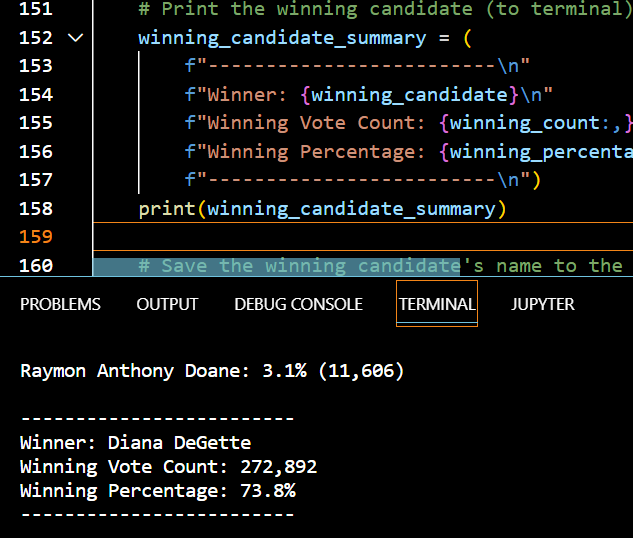 151 # Print the winning candidate (to terminal)
152 winning_candidate_summary = (
153 f"--------------------------\n"
154 f"Winner: {winning_candidate}\n"
155 f"Winning Vote Count: {winning_count:,}
156 f"Winning Percentage: {winning_percenta
157 f"--------------------------\n")
158 print(winning_candidate_summary)
159
160 # Save the winning candidate's name to the
PROBLEMS OUTPUT DEBUG CONSOLE TERMINAL JUPYTER
Raymon Anthony Doane: 3.1% (11,606)
-------------------------
Winner: Diana DeGette
Winning Vote Count: 272,892
Winning Percentage: 73.8%
-------------------------